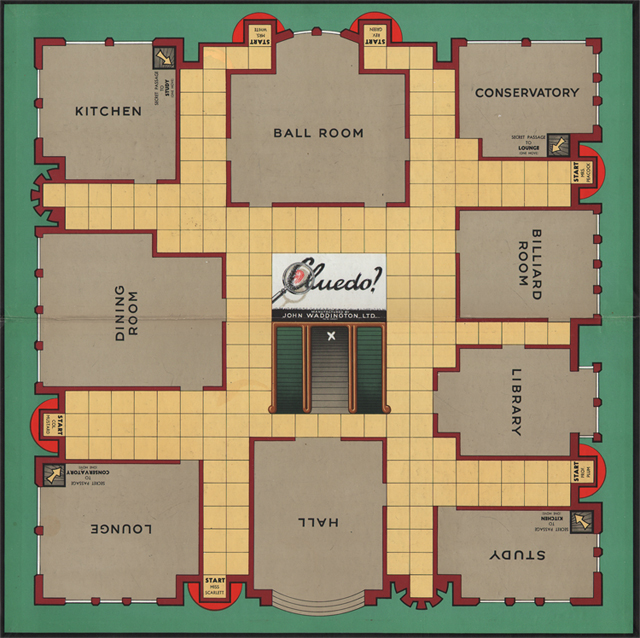 START
MRS.
WHITE
START
REV.
GREEN
SECRET PASSAGE
TO
STUDY
(ONE MOVE)
KITCHEN
BALL ROOM
CONSERVATORY
SECRET PASSAGE
TO
LOUNGE
(ONE MOVE)
START
MRS.
PEACOCK
BILLIARD
ROOM
Cluedo?
MANUFACTURED BY
JOHN WADDINGTON, LTD.
X
DINING
ROOM
LIBRARY
START
COL.
MUSTARD
SECRET PASSAGE
TO
CONSERVATORY
(ONE MOVE)
LOUNGE
HALL
START
PROF.
PLUM
SECRET PASSAGE
TO
KITCHEN
(ONE MOVE)
STUDY
START
MISS
SCARLETT